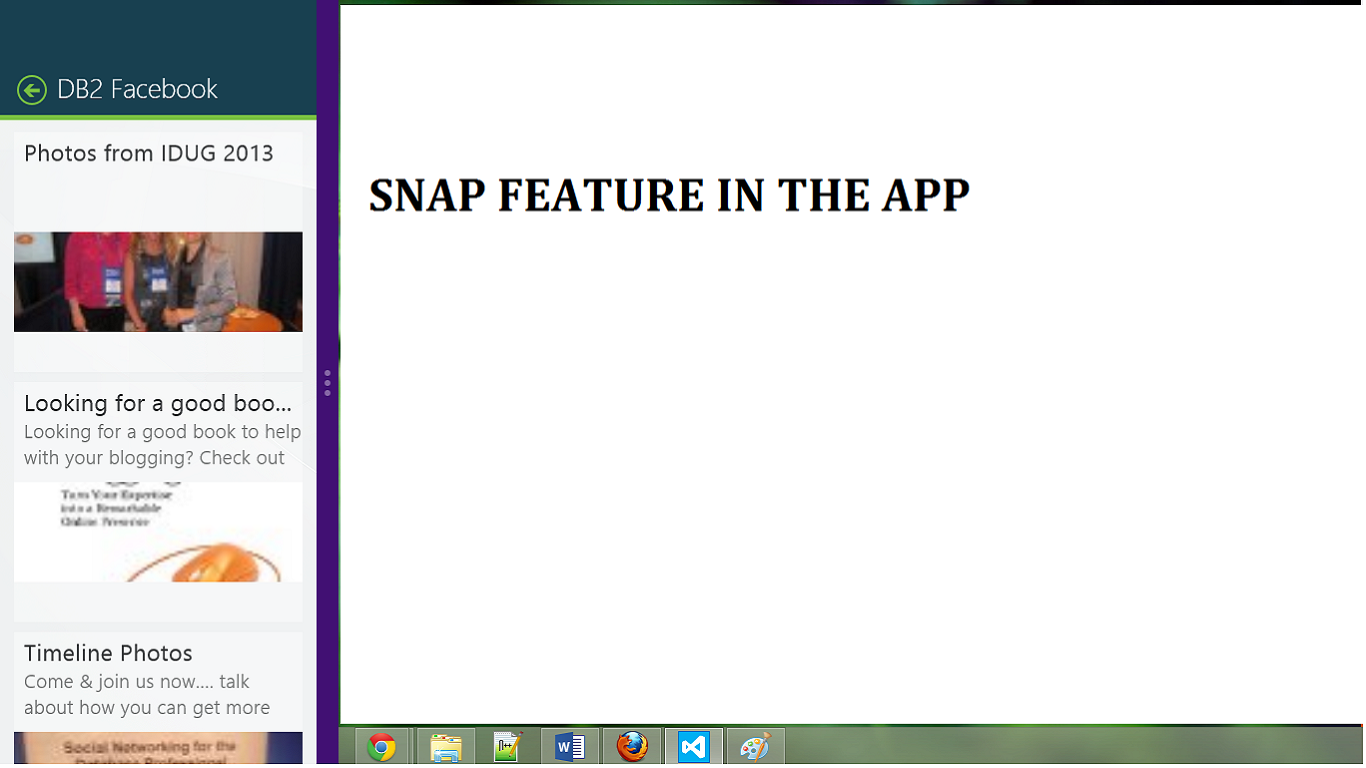 DB2 Facebook
Photos from IDUG 2013
Looking for a good boo...
Looking for a good book to help
with your blogging? Check out
Turn Your Expertise
into a Remarkable
Online Presence
Timeline Photos
Come & join us now.... talk
about how you can get more
Social Networking for the
Database Professional
SNAP FEATURE IN THE APP